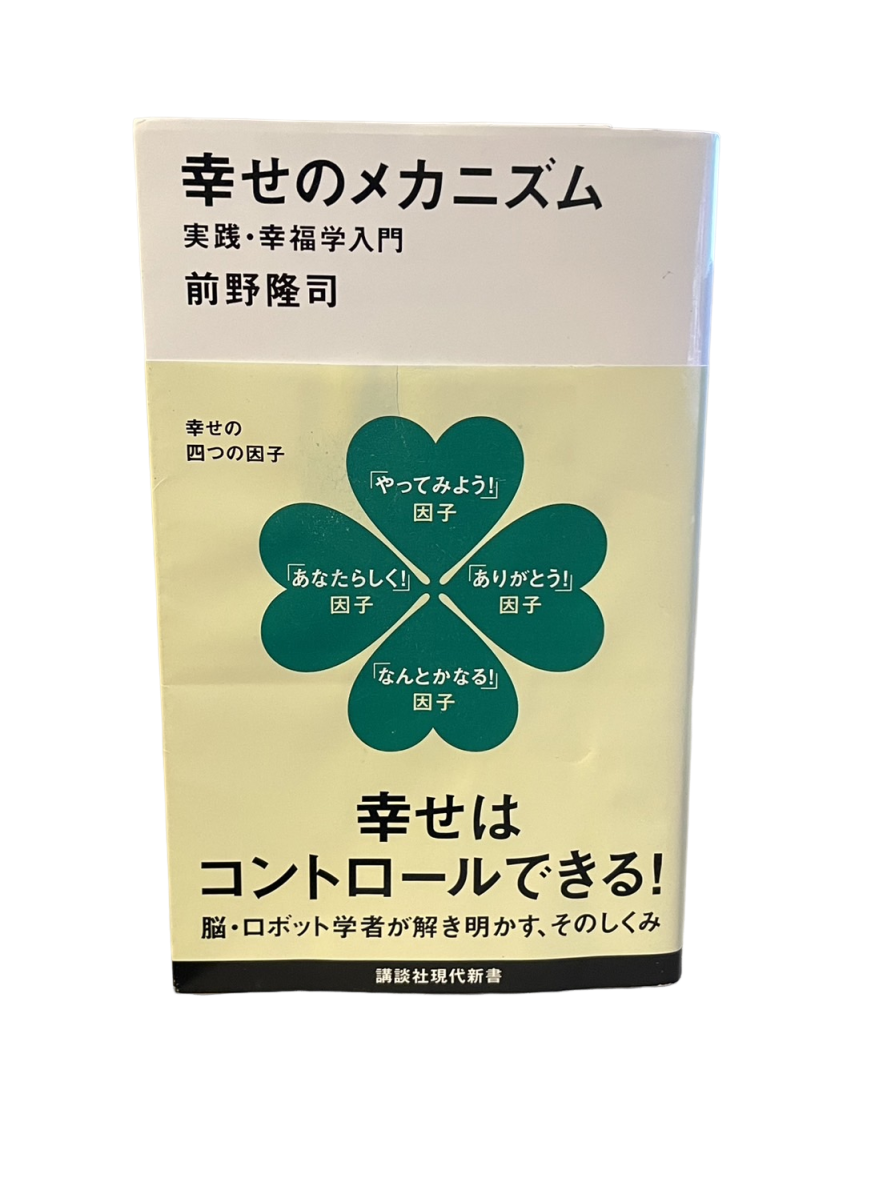 幸せのメカニズム
実践・幸福学入門
前野隆司
幸せの
四つの因子
「やってみよう!」
因子
「あなたらしく!」
因子
「ありがとう!」
因子
「なんとかなる!」
因子
幸せは
コントロールできる!
脳・ロボット学者が解き明かす、そのしくみ
講談社現代新書